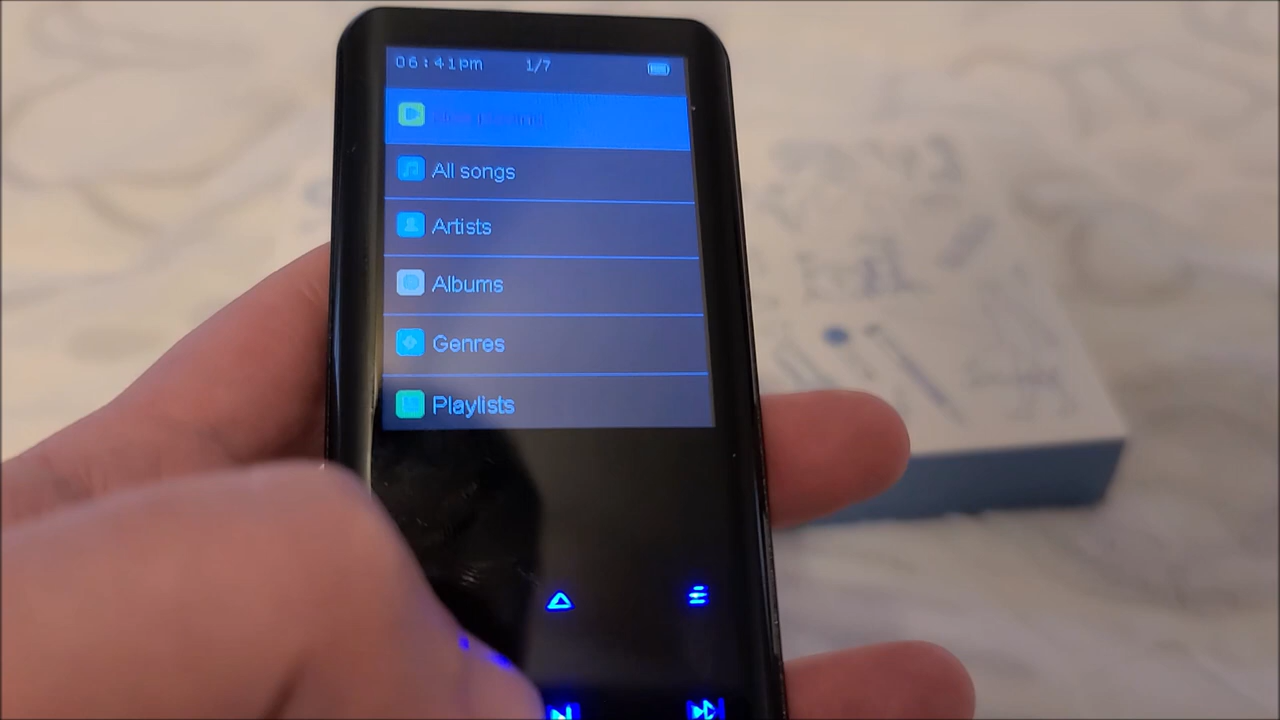 06:41pm 1/7
All songs
Artists
Albums
Genres
Playlists